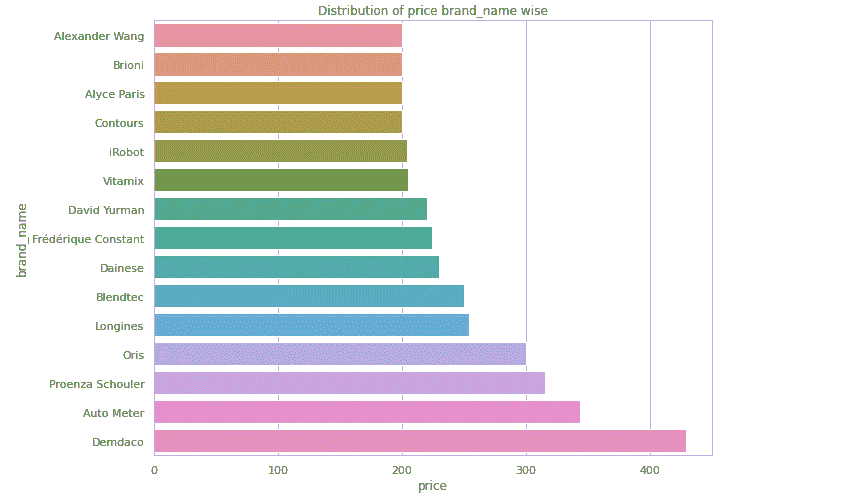 Distribution of price brand_name wise
Alexander Wang
Brioni
Alyce Paris
Contours
iRobot
Vitamix
David Yurman
Frédérique Constant
Dainese
Blendtec
Longines
Oris
Proenza Schouler
Auto Meter
Demdaco
brand_name
0 100 200 300 400
price